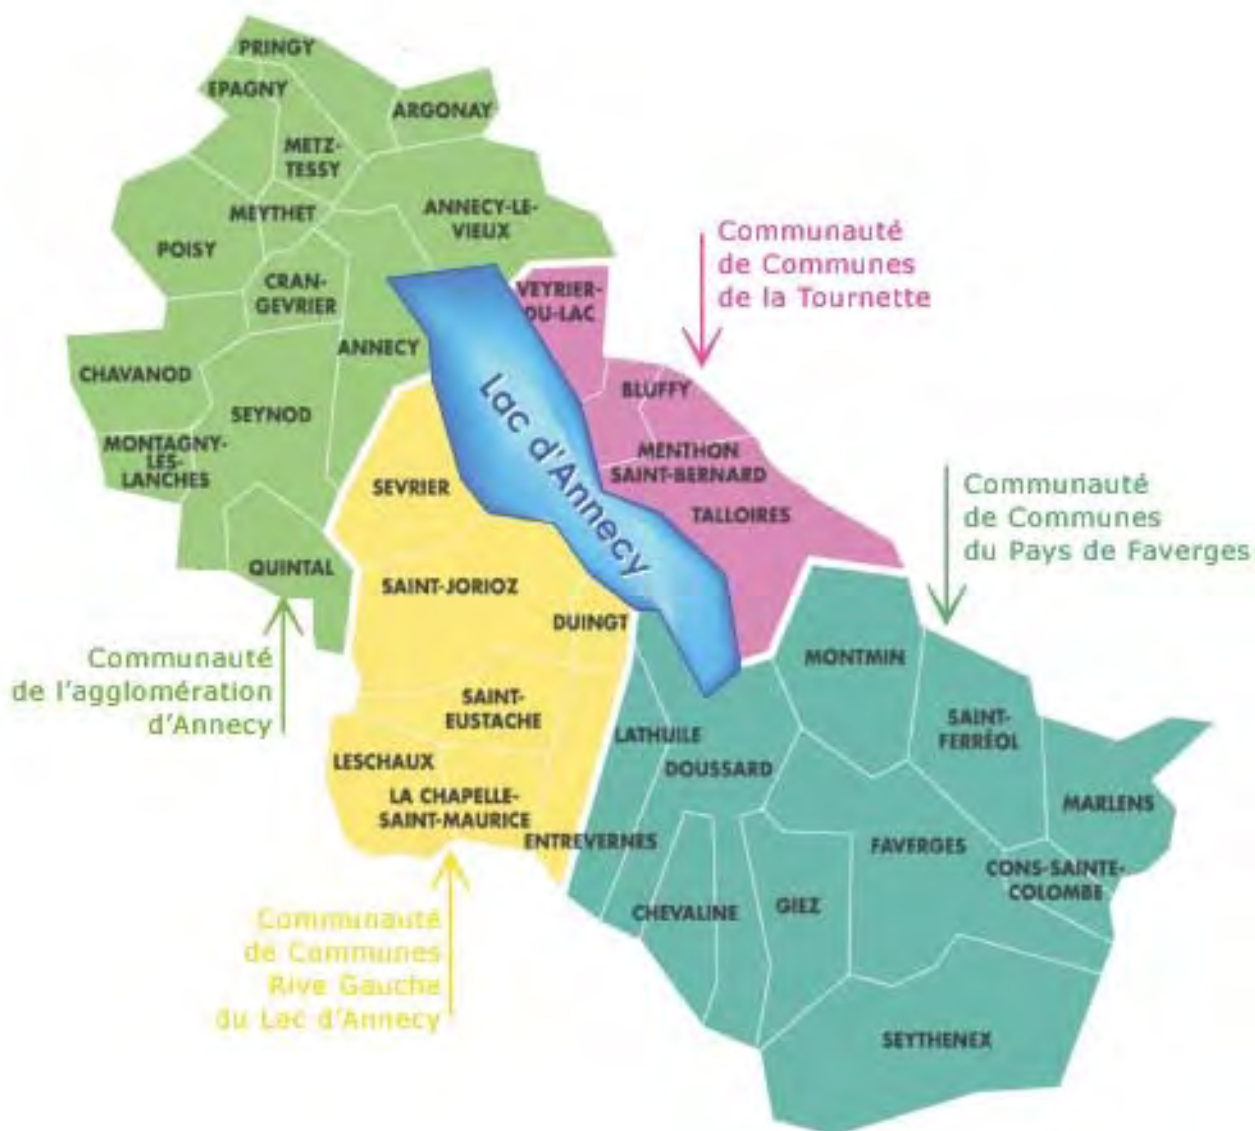 PRINGY
EPAGNY
ARGONAY
METZ-
TESSY
MEYTHET
ANNECY-LE-
VIEUX
POISY
CRAN-
GEVRIER
ANNECY
CHAVANOD
SEYNOD
MONTAGNY-
LES-
LANCHES
QUINTAL
Communauté
de l'agglomération
d'Annecy
VEYRIER-
DU-LAC
BLUFFY
MENTHON
SAINT-BERNARD
TALLOIRES
Communauté
de Communes
de la Tournette
Lac d'Annecy
SEVRIER
SAINT-JORIOZ
DUINGT
SAINT-
EUSTACHE
LESCHAUX
LA CHAPELLE-
SAINT-MAURICE
ENTREVERNES
Communauté
de Communes
Rive Gauche
du Lac d'Annecy
Communauté
de Communes
du Pays de Faverges
MONTMIN
SAINT-
FERRÉOL
LATHUILE
DOUSSARD
MARLENS
FAVERGES
CONS-SAINTE-
COLOMBE
CHEVALINE
GIEZ
SEYTHENEX